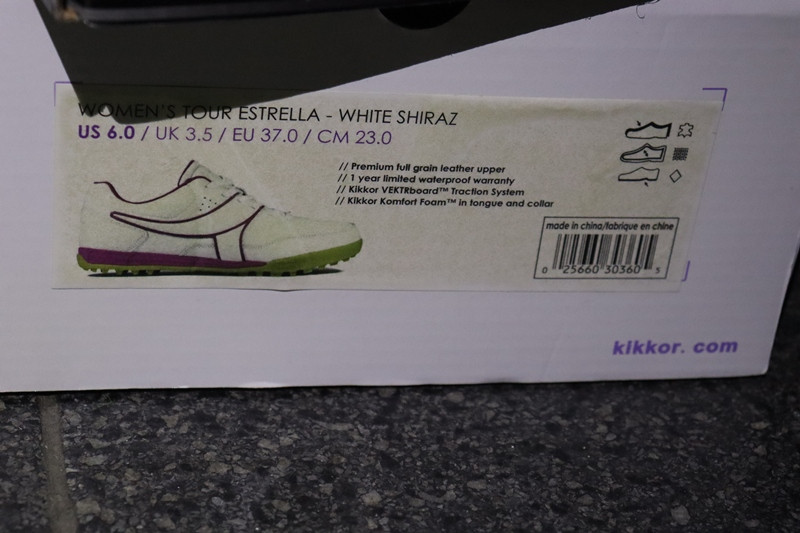 WOMEN'S TOUR ESTRELLA - WHITE SHIRAZ
US 6.0 / UK 3.5 / EU 37.0 / CM 23.0
// Premium full grain leather upper
// 1 year limited waterproof warranty
// Kikkor VEKTRboard™ Traction System
// Kikkor Komfort Foam™ in tongue and collar
made in china/fabrique en chine
0 25660 30360 5
kikkor. com